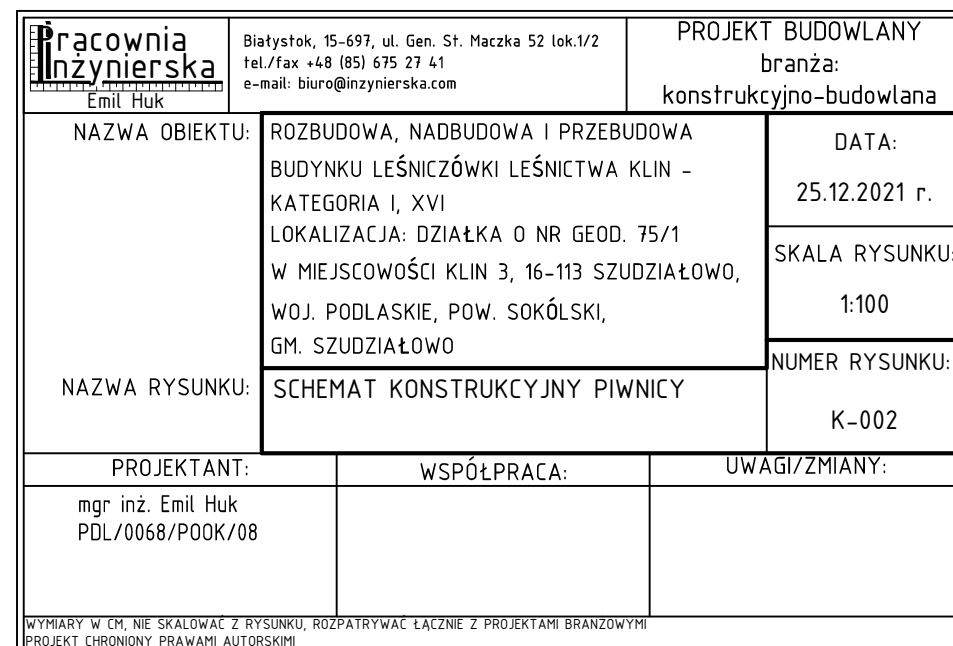 Pracownia
Inżynierska
Emil Huk
Białystok, 15-697, ul. Gen. St. Maczka 52 lok.1/2
tel./fax +48 (85) 675 27 41
e-mail: biuro@inzynierska.com
PROJEKT BUDOWLANY
branża:
konstrukcyjno-budowlana
NAZWA OBIEKTU:
ROZBUDOWA, NADBUDOWA I PRZEBUDOWA
BUDYNKU LEŚNICZÓWKI LEŚNICTWA KLIN -
KATEGORIA I, XVI
LOKALIZACJA: DZIAŁKA O NR GEOD. 75/1
W MIEJSCOWOŚCI KLIN 3, 16-113 SZUDZIAŁOWO,
WOJ. PODLASKIE, POW. SOKÓLSKI,
GM. SZUDZIAŁOWO
DATA:
25.12.2021 r.
SKALA RYSUNKU:
1:100
NAZWA RYSUNKU:
SCHEMAT KONSTRUKCYJNY PIWNICY
NUMER RYSUNKU:
K-002
PROJEKTANT:
WSPÓŁPRACA:
UWAGI/ZMIANY:
mgr inż. Emil Huk
PDL/0068/POOK/08
WYMIARY W CM, NIE SKALOWAĆ Z RYSUNKU, ROZPATRYWAĆ ŁĄCZNIE Z PROJEKTAMI BRANŻOWYMI
PROJEKT CHRONIONY PRAWAMI AUTORSKIMI